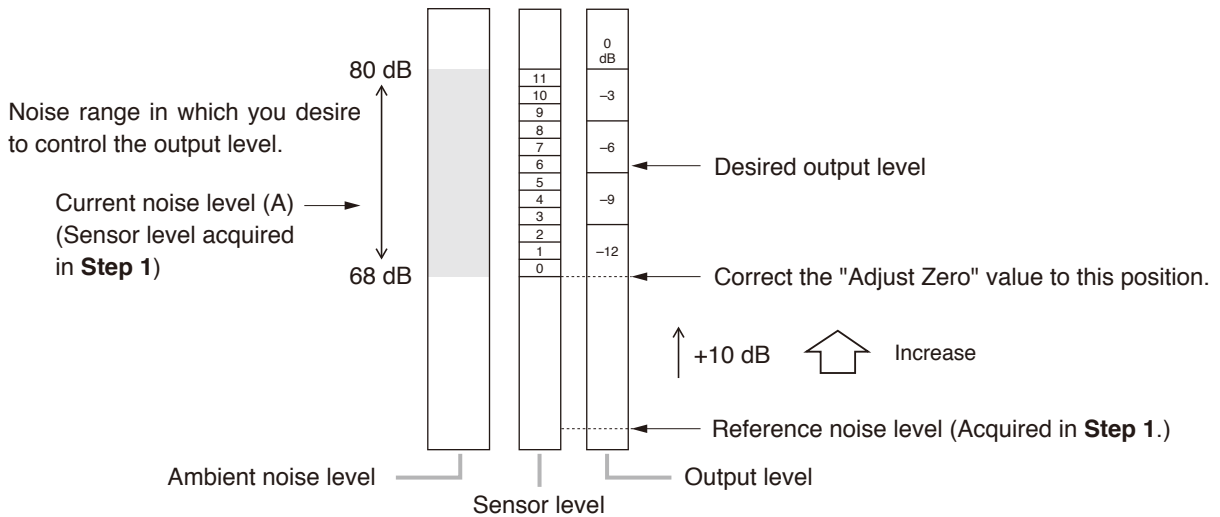 0
dB
80 dB
11
10
9
8
7
6
5
4
3
2
1
0
–3
–6
–9
–12
Noise range in which you desire
to control the output level.
Desired output level
Current noise level (A)
(Sensor level acquired
in Step 1)
68 dB
Correct the "Adjust Zero" value to this position.
+10 dB
Increase
Reference noise level (Acquired in Step 1.)
Ambient noise level
Output level
Sensor level